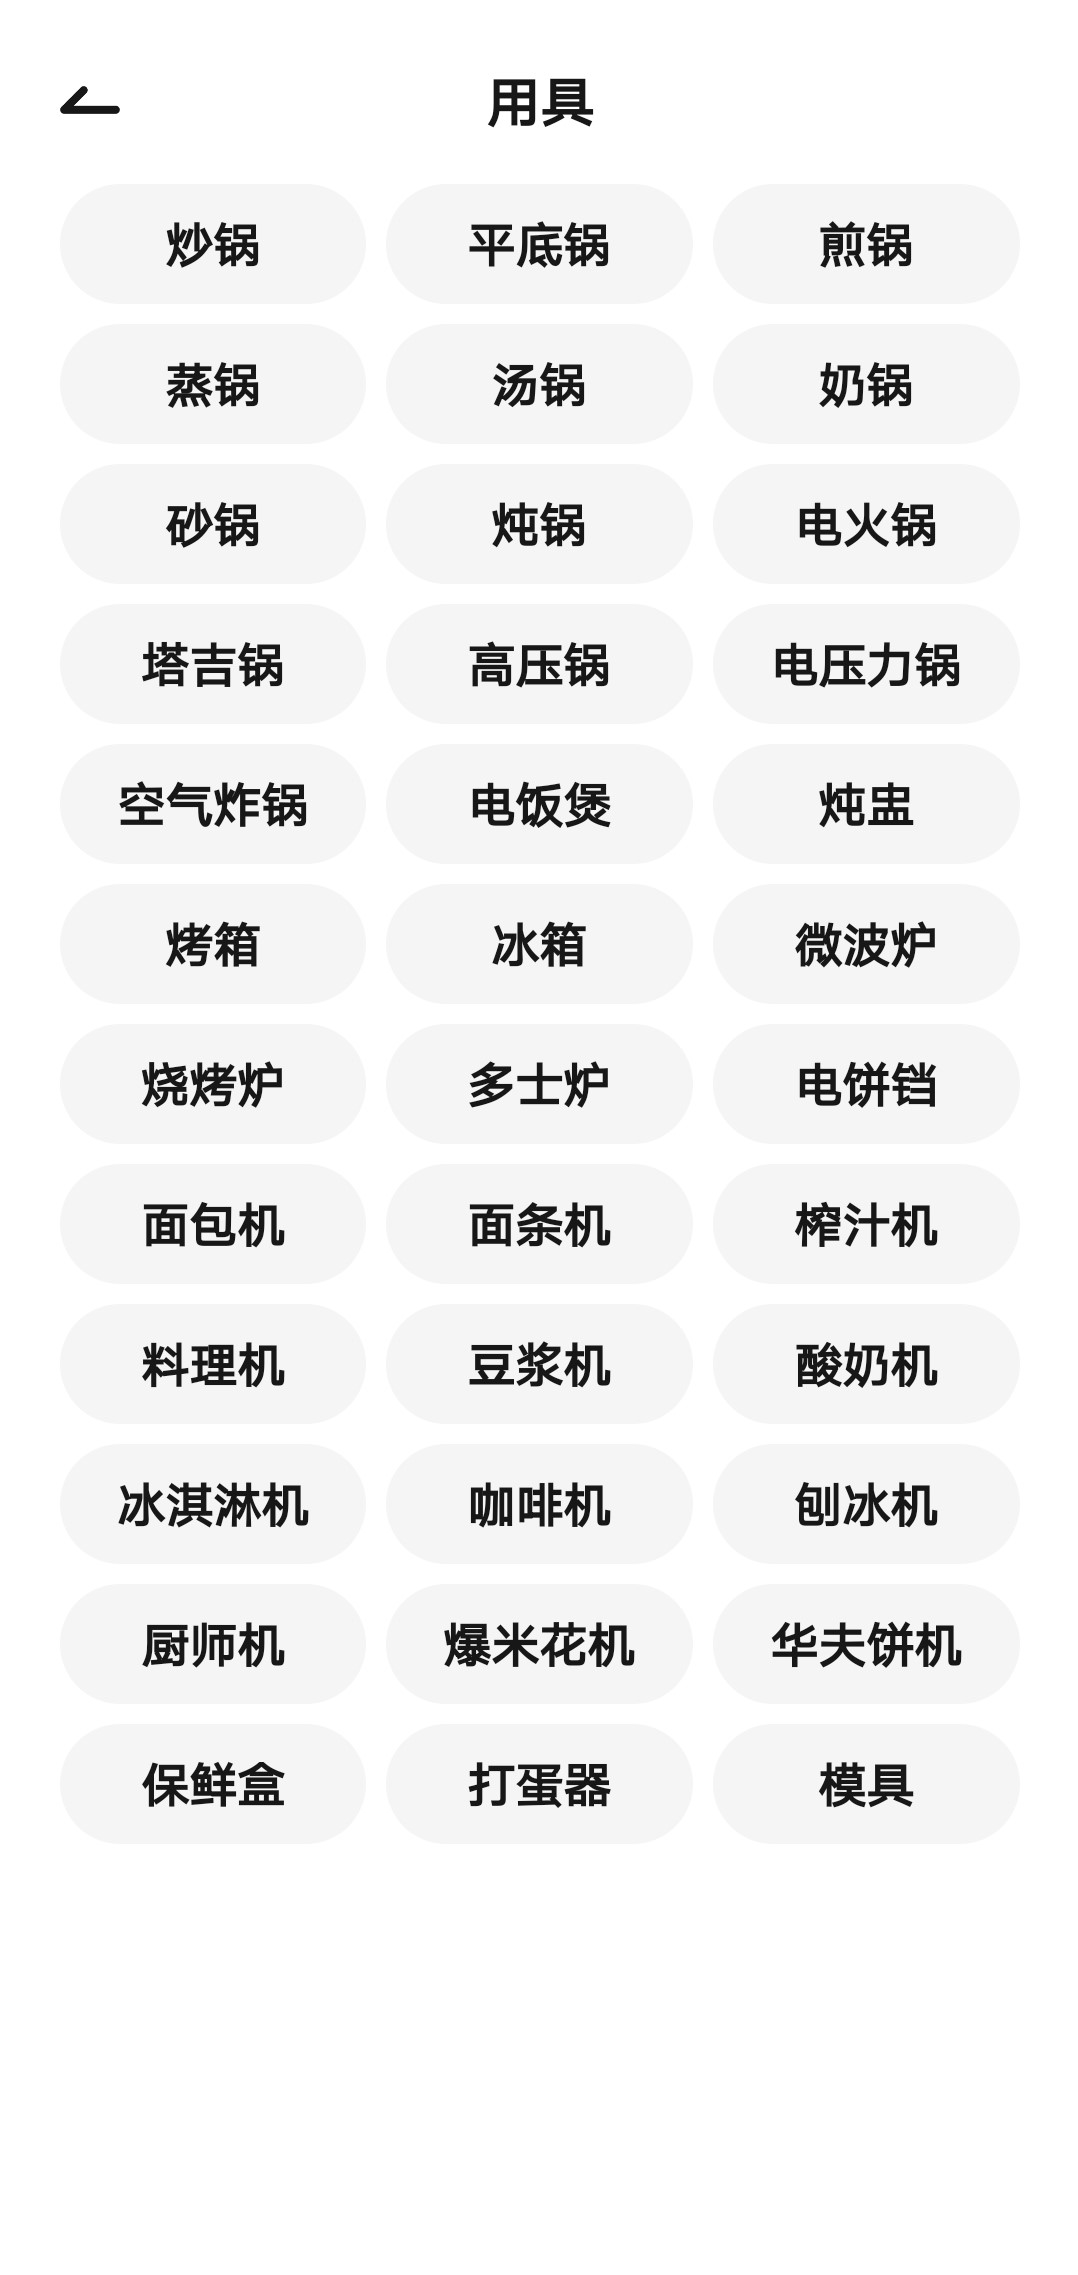 用具
炒锅 平底锅 煎锅
蒸锅 汤锅 奶锅
砂锅 炖锅 电火锅
塔吉锅 高压锅 电压力锅
空气炸锅 电饭煲 炖盅
烤箱 冰箱 微波炉
烧烤炉 多士炉 电饼铛
面包机 面条机 榨汁机
料理机 豆浆机 酸奶机
冰淇淋机 咖啡机 刨冰机
厨师机 爆米花机 华夫饼机
保鲜盒 打蛋器 模具